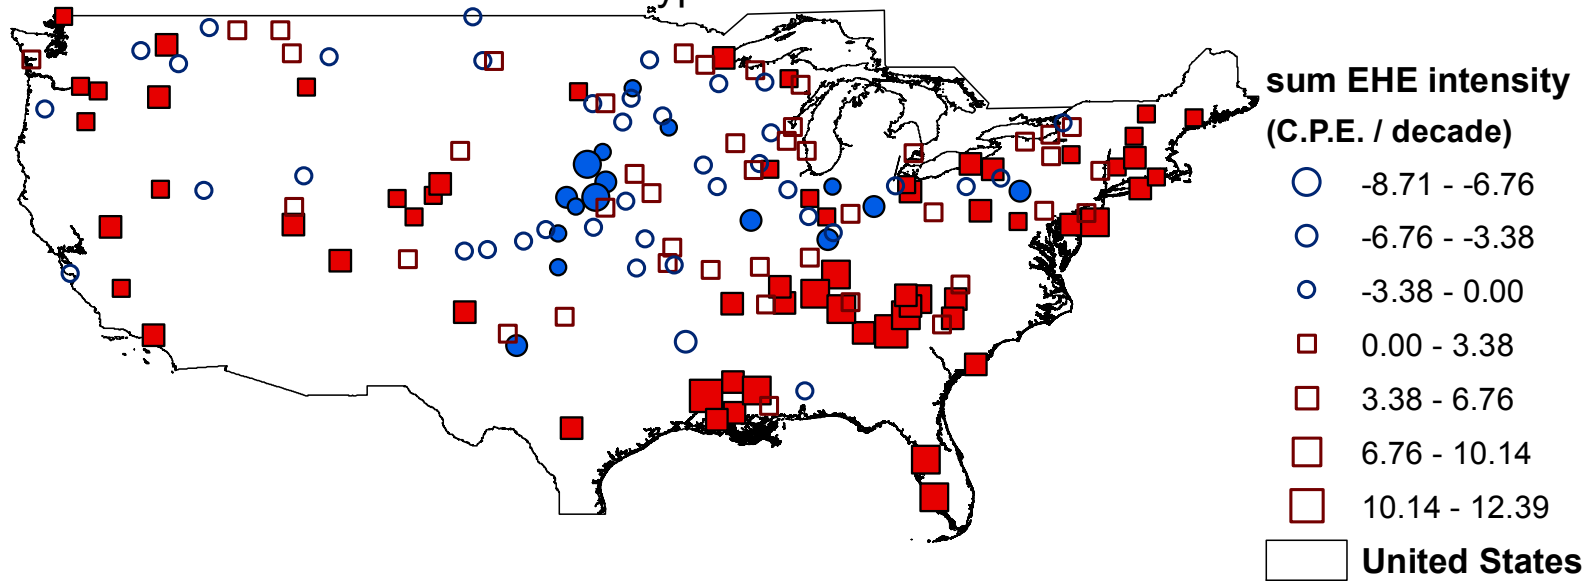 sum EHE intensity
(C.P.E. / decade)
-8.71 - -6.76
-6.76 - -3.38
-3.38 - 0.00
0.00 - 3.38
3.38 - 6.76
6.76 - 10.14
10.14 - 12.39
United States